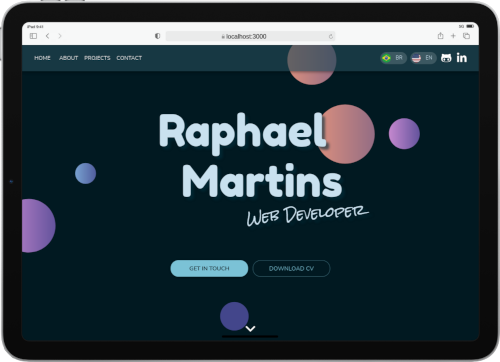 iPad 9:41
localhost:3000
HOME ABOUT PROJECTS CONTACT BR EN in
Raphael
Martins
Web Developer
GET IN TOUCH DOWNLOAD CV